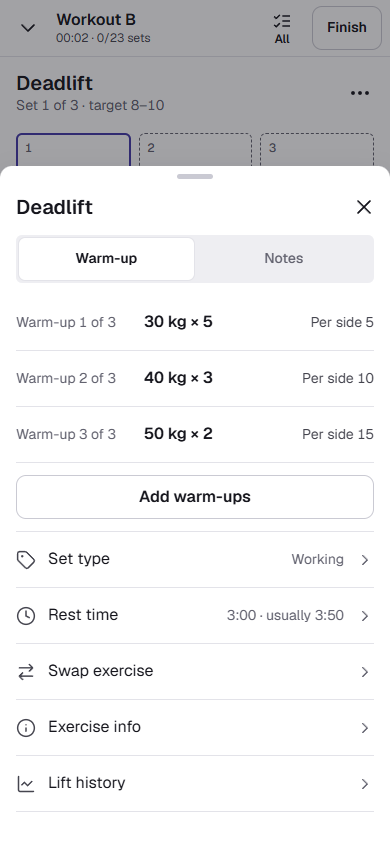 Workout B
00:02 · 0/23 sets
All
Finish
Deadlift
Set 1 of 3 · target 8–10
1
2
3
Deadlift
Warm-up
Notes
Warm-up 1 of 3 30 kg × 5 Per side 5
Warm-up 2 of 3 40 kg × 3 Per side 10
Warm-up 3 of 3 50 kg × 2 Per side 15
Add warm-ups
Set type Working
Rest time 3:00 · usually 3:50
Swap exercise
Exercise info
Lift history